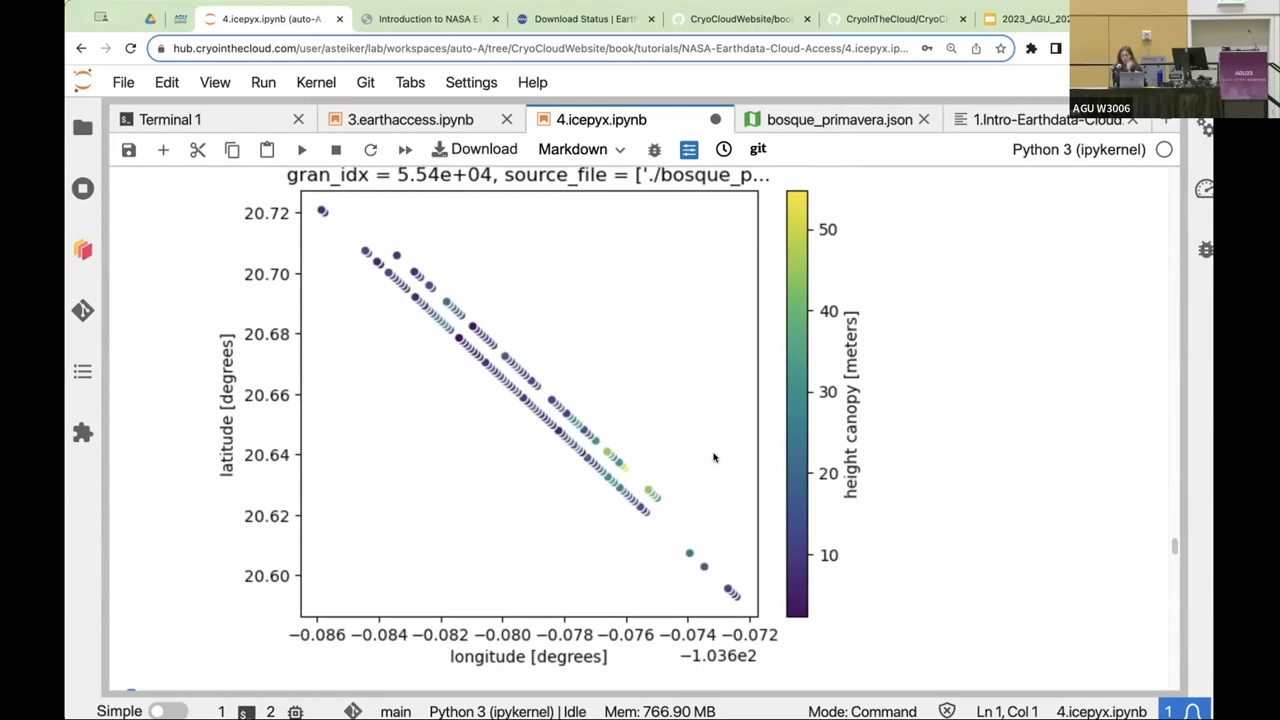 4.icepyx.ipynb (auto-A
Introduction to NASA E
Download Status | Eart
CryoCloudWebsite/boo
CryoInTheCloud/CryoC
2023_AGU_202
hub.cryointhecloud.com/user/asteiker/lab/workspaces/auto-A/tree/CryoCloudWebsite/book/tutorials/NASA-Earthdata-Cloud-Access/4.icepyx.ip...
AGU23
AGU W3006
File Edit View Run Kernel Git Tabs Settings Help
Terminal 1
3.earthaccess.ipynb
4.icepyx.ipynb
bosque_primavera.json
1.Intro-Earthdata-Cloud
Download Markdown git Python 3 (ipykernel)
gran_idx = 5.54e+04, source_file = ['./bosque_p...
20.72
20.70
20.68
20.66
20.64
20.62
20.60
latitude [degrees]
50
40
30
20
10
height canopy [meters]
−0.086 −0.084 −0.082 −0.080 −0.078 −0.076 −0.074 −0.072
longitude [degrees]
−1.036e2
Simple 1 2 main Python 3 (ipykernel) | Idle Mem: 766.90 MB Mode: Command Ln 1, Col 1 4.icepyx.ipynb 1